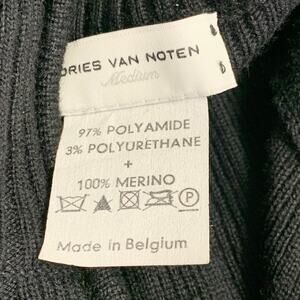 DRIES VAN NOTEN
Medium
97% POLYAMIDE
3% POLYURETHANE
+
100% MERINO
P
Made in Belgium